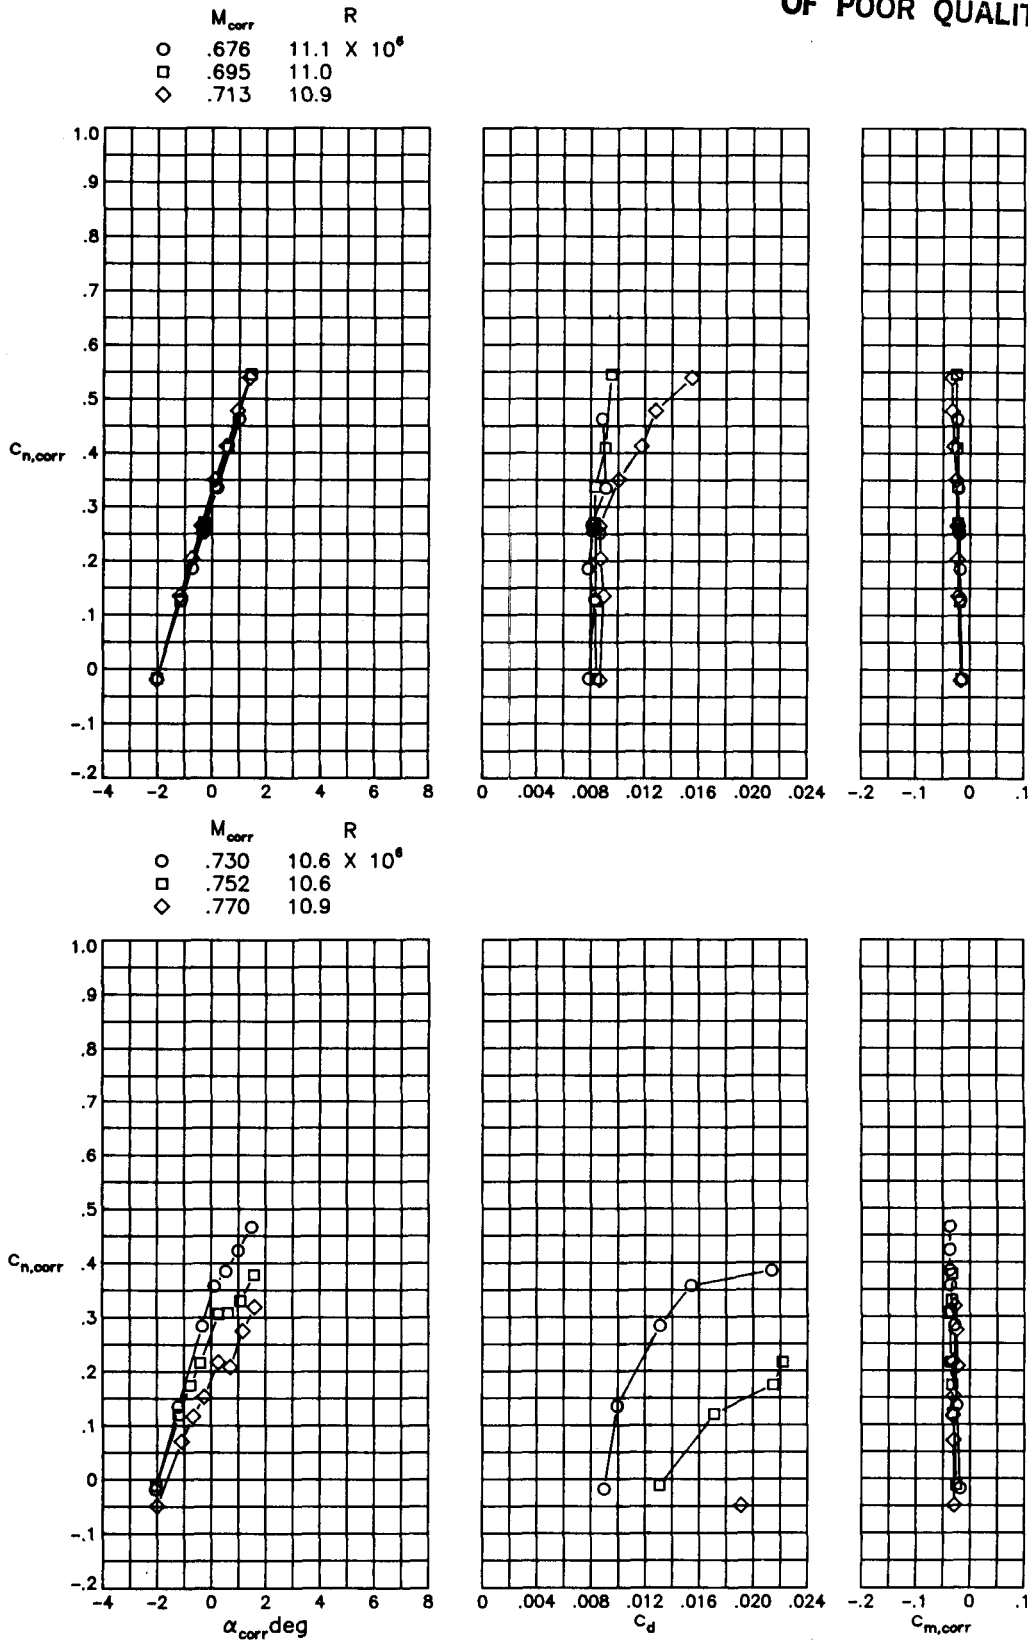 OF POOR QUALIT
M_corr R
○ .676 11.1 X 10⁶
□ .695 11.0
◇ .713 10.9
1.0
.9
.8
.7
.6
.5
c_n,corr
.4
.3
.2
.1
0
-.1
-.2
-4 -2 0 2 4 6 8
0 .004 .008 .012 .016 .020 .024
-.2 -.1 0 .1
M_corr R
○ .730 10.6 X 10⁶
□ .752 10.6
◇ .770 10.9
1.0
.9
.8
.7
.6
.5
c_n,corr
.4
.3
.2
.1
0
-.1
-.2
-4 -2 0 2 4 6 8
0 .004 .008 .012 .016 .020 .024
-.2 -.1 0 .1
α_corr deg
c_d
c_m,corr